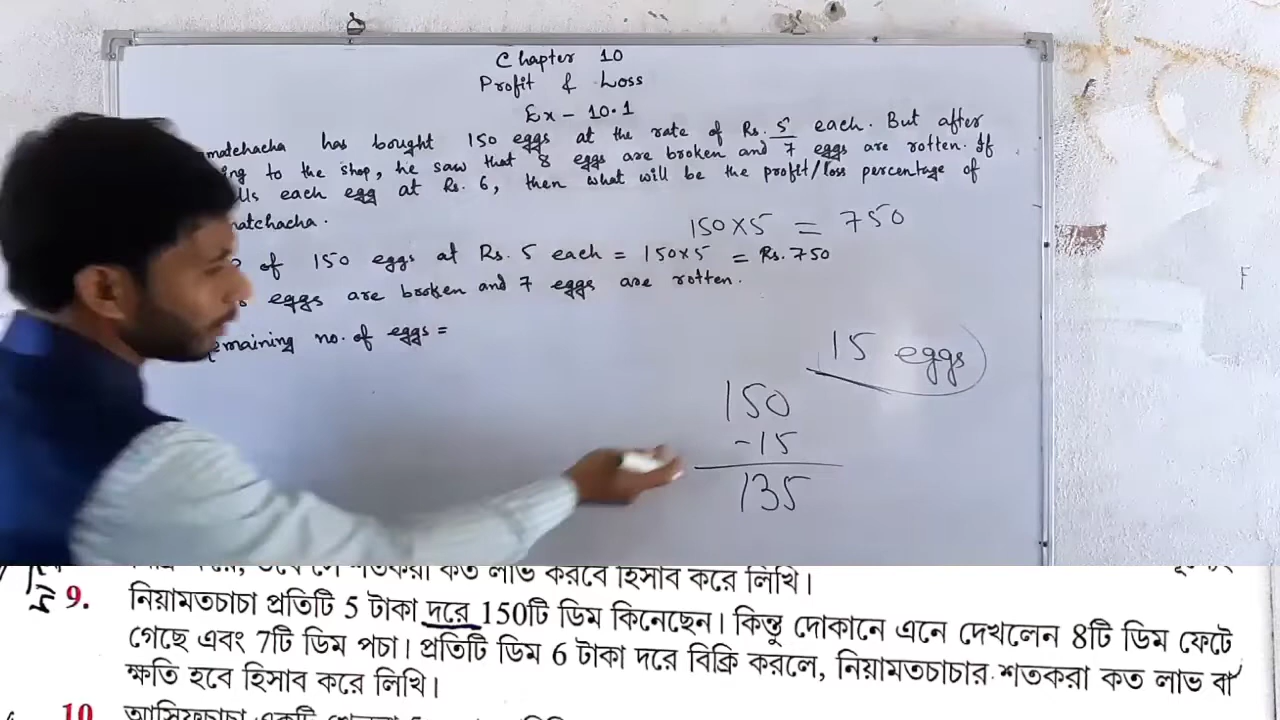 Chapter 10
Profit & Loss
Ex - 10.1
has bought 150 eggs at the rate of Rs. 5 each. But after
to the shop, he saw that 8 eggs are broken and 7 eggs are rotten. If
each egg at Rs. 6, then what will be the profit/loss percentage of
150×5 = 750
of 150 eggs at Rs. 5 each = 150×5 = Rs. 750
eggs are broken and 7 eggs are rotten.
remaining no. of eggs =
15 eggs
150
-15
135
কত লাভ করবে হিসাব করে লিখি।
9. নিয়ামতচাচা প্রতিটি 5 টাকা দরে 150টি ডিম কিনেছেন। কিন্তু দোকানে এনে দেখলেন 8টি ডিম ফেটে
গেছে এবং 7টি ডিম পচা। প্রতিটি ডিম 6 টাকা দরে বিক্রি করলে, নিয়ামতচাচার শতকরা কত লাভ বা
ক্ষতি হবে হিসাব করে লিখি।
10.